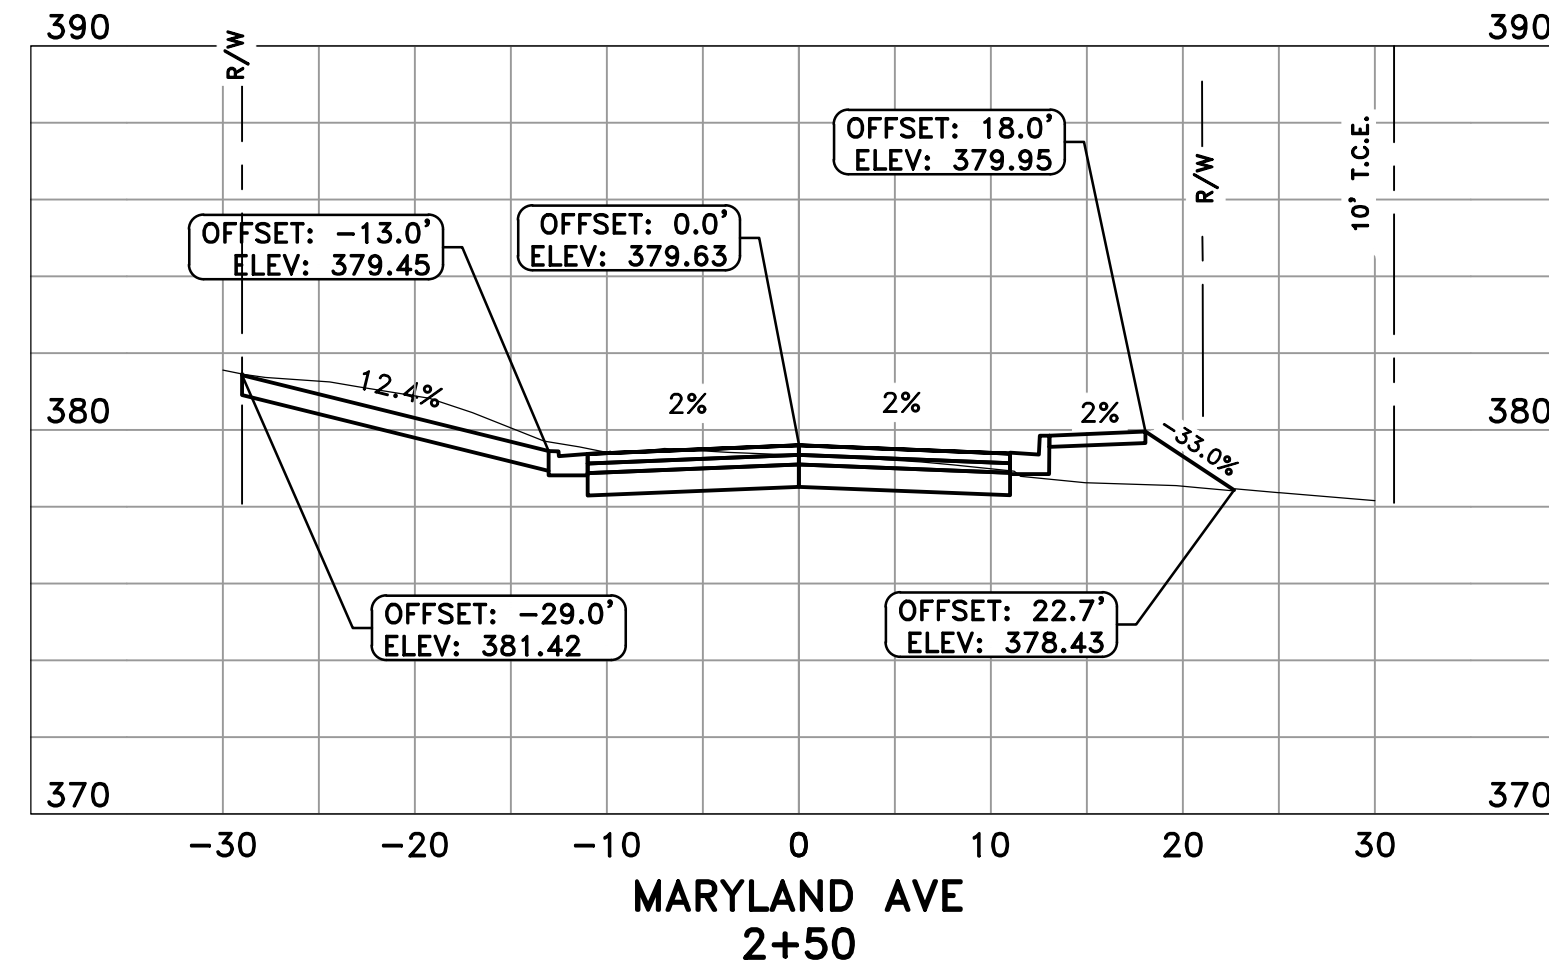 390
390
R/W
OFFSET: 18.0'
ELEV: 379.95
R/W
10' T.C.E.
OFFSET: -13.0'
ELEV: 379.45
OFFSET: 0.0'
ELEV: 379.63
12.4%
2%
2%
2%
-33.0%
380
380
OFFSET: -29.0'
ELEV: 381.42
OFFSET: 22.7'
ELEV: 378.43
370
370
-30 -20 -10 0 10 20 30
MARYLAND AVE
2+50